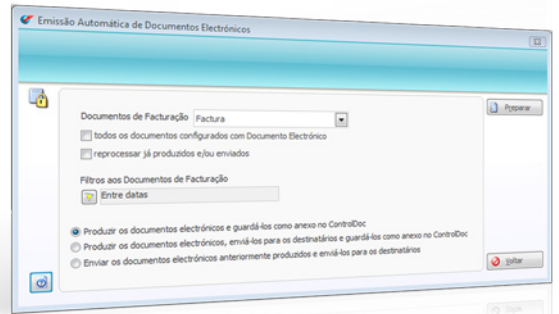 Emissão Automática de Documentos Electrónicos
Preparar
Documentos de Facturação Factura
todos os documentos configurados com Documento Electrónico
reprocessar já produzidos e/ou enviados
Filtros aos Documentos de Facturação
Entre datas
Produzir os documentos electrónicos e guardá-los como anexo no ControlDoc
Produzir os documentos electrónicos, enviá-los para os destinatários e guardá-los como anexo no ControlDoc
Enviar os documentos electrónicos anteriormente produzidos e enviá-los para os destinatários
Voltar